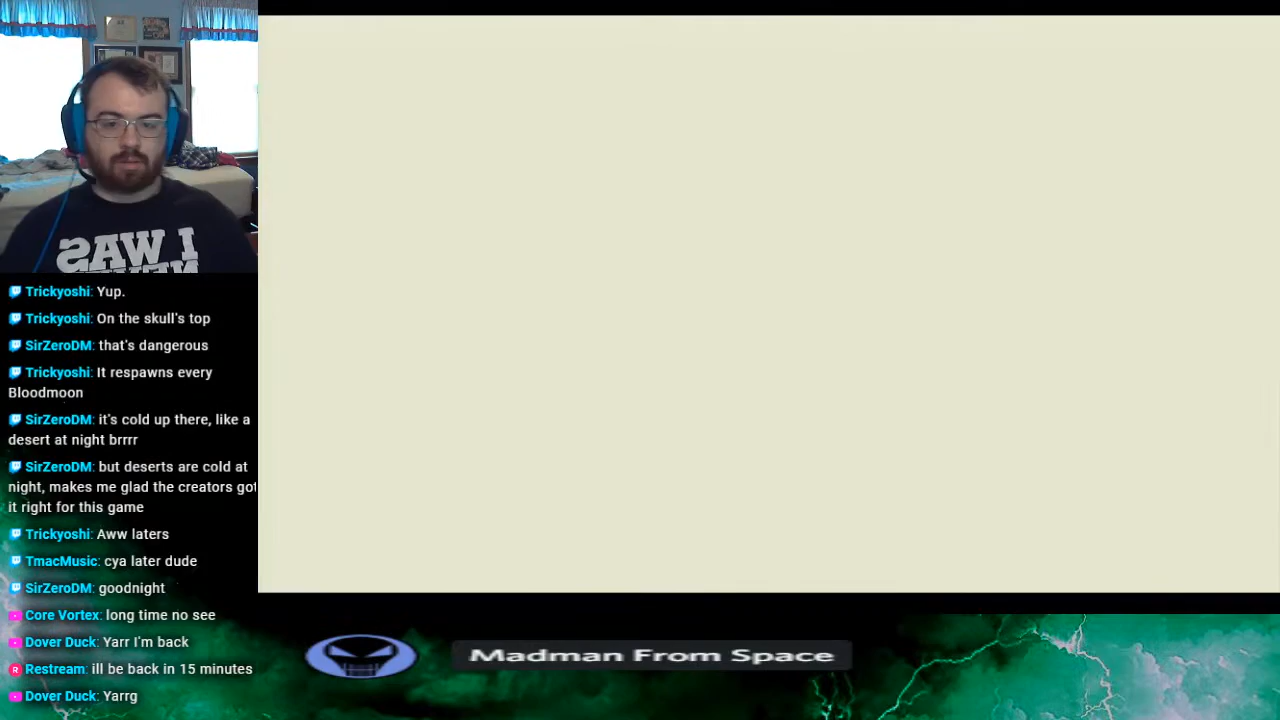 I WAS
NEVER
Trickyoshi: Yup.
Trickyoshi: On the skull's top
SirZeroDM: that's dangerous
Trickyoshi: It respawns every
Bloodmoon
SirZeroDM: it's cold up there, like a
desert at night brrrr
SirZeroDM: but deserts are cold at
night, makes me glad the creators got
it right for this game
Trickyoshi: Aww laters
TmacMusic: cya later dude
SirZeroDM: goodnight
Core Vortex: long time no see
Dover Duck: Yarr I'm back
Restream: ill be back in 15 minutes
Dover Duck: Yarrg
Madman From Space